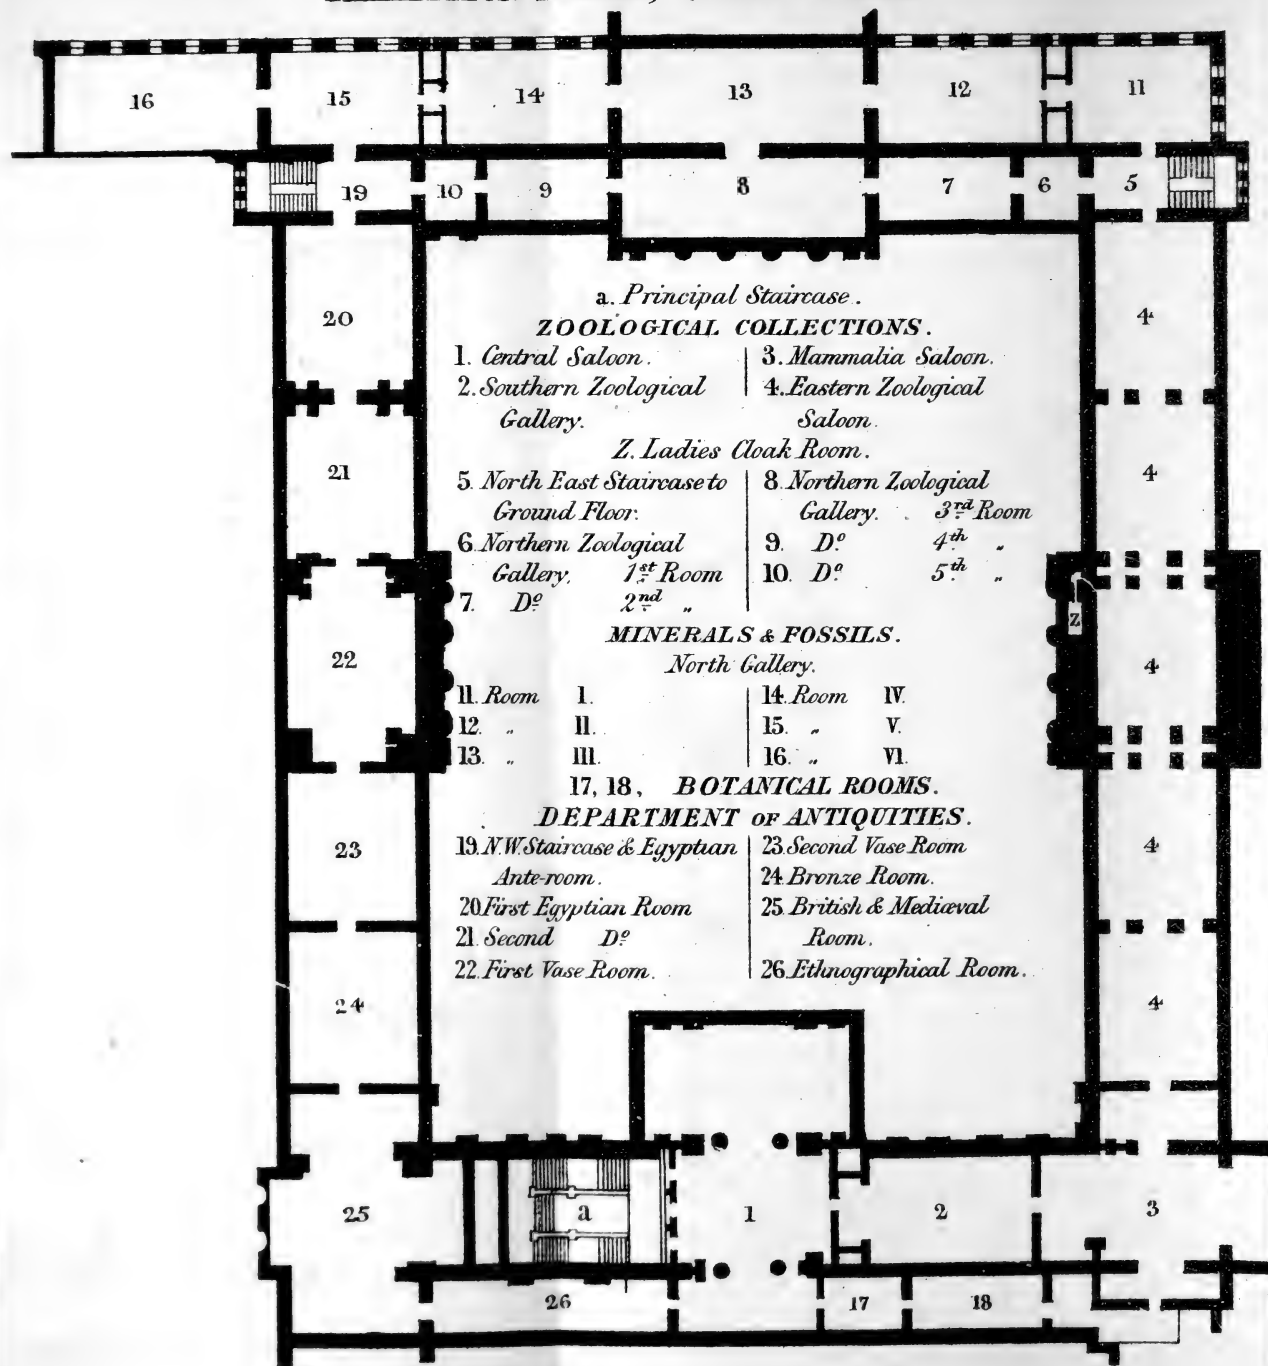 16 15 14 13 12 11
19 10 9 8 7 6 5
a. Principal Staircase.
ZOOLOGICAL COLLECTIONS.
1. Central Saloon.
2. Southern Zoological
Gallery.
3. Mammalia Saloon.
4. Eastern Zoological
Saloon.
Z. Ladies Cloak Room.
5. North East Staircase to
Ground Floor.
6. Northern Zoological
Gallery, 1st Room
7. Do 2nd „
8. Northern Zoological
Gallery. 3rd Room
9. Do 4th „
10. Do 5th „
MINERALS & FOSSILS.
North Gallery.
11. Room I.
12. „ II.
13. „ III.
14. Room IV.
15. „ V.
16. „ VI.
17, 18, BOTANICAL ROOMS.
DEPARTMENT OF ANTIQUITIES.
19. N.W. Staircase & Egyptian
Ante-room.
20. First Egyptian Room
21. Second Do
22. First Vase Room.
23. Second Vase Room
24. Bronze Room.
25. British & Mediæval
Room.
26. Ethnographical Room.
20
21
22
23
24
4
4
Z
4
4
4
25 a 1 2 3
26 17 18